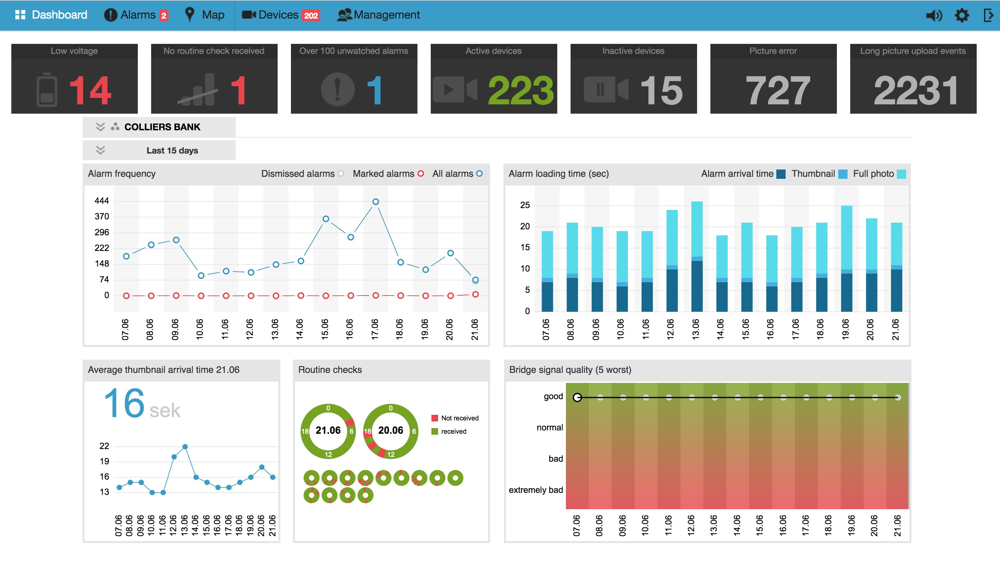 Dashboard Alarms 2 Map Devices 202 Management
Low voltage
14
No routine check received
1
Over 100 unwatched alarms
1
Active devices
223
Inactive devices
15
Picture error
727
Long picture upload events
2231
COLLIERS BANK
Last 15 days
Alarm frequency Dismissed alarms Marked alarms All alarms
444
370
296
222
148
74
0
07.06 08.06 09.06 10.06 11.06 12.06 13.06 14.06 15.06 16.06 17.06 18.06 19.06 20.06 21.06
Alarm loading time (sec) Alarm arrival time Thumbnail Full photo
25
20
15
10
5
0
07.06 08.06 09.06 10.06 11.06 12.06 13.06 14.06 15.06 16.06 17.06 18.06 19.06 20.06 21.06
Average thumbnail arrival time 21.06
16 sek
22
19
16
13
07.06 08.06 09.06 10.06 11.06 12.06 13.06 14.06 15.06 16.06 17.06 18.06 19.06 20.06 21.06
Routine checks
0
18 21.06 6
12
0
18 20.06 6
12
Not received
received
Bridge signal quality (5 worst)
good
normal
bad
extremely bad
07.06 08.06 09.06 10.06 11.06 12.06 13.06 14.06 15.06 16.06 17.06 18.06 19.06 20.06 21.06